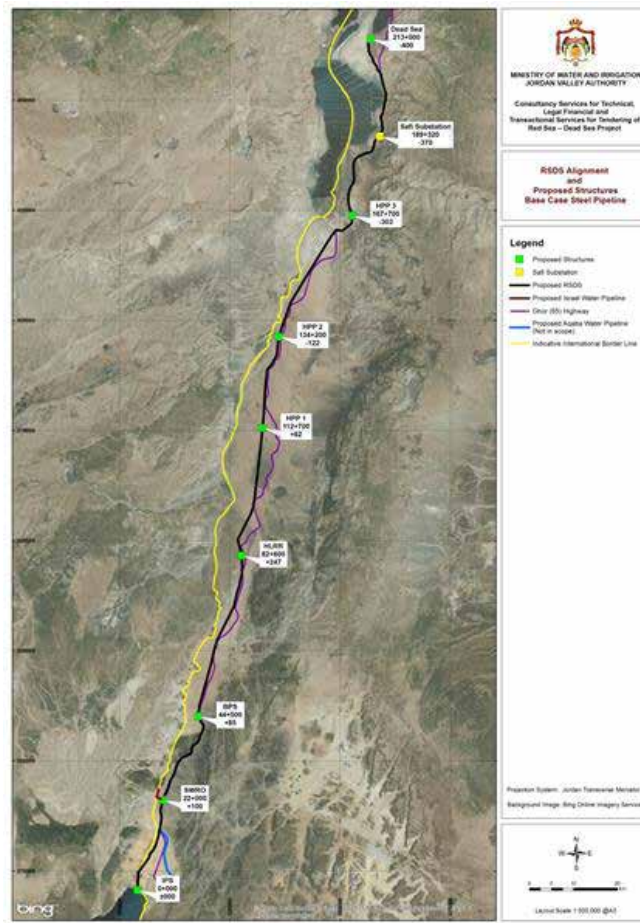 Dead Sea
213+000
-400
Safi Substation
189+320
-370
HPP 3
167+700
-302
HPP 2
134+200
-122
HPP 1
112+700
+82
HLRR
82+600
+247
BPS
44+500
+85
SWRO
22+000
+100
IPS
0+000
±000
bing
MINISTRY OF WATER AND IRRIGATION
JORDAN VALLEY AUTHORITY
Consultancy Services for Technical,
Legal Financial and
Transactional Services for Tendering of
Red Sea – Dead Sea Project
RSDS Alignment
and
Proposed Structures
Base Case Steel Pipeline
Legend
Proposed Structures
Safi Substation
Proposed RSDS
Proposed Israel Water Pipeline
Ghor (65) Highway
Proposed Aqaba Water Pipeline
(Not in scope)
Indicative International Border Line
Projection System: Jordan Transverse Mercator
Background Image: Bing Online Imagery Service
N
W E
S
Layout Scale 1:500,000 @A3